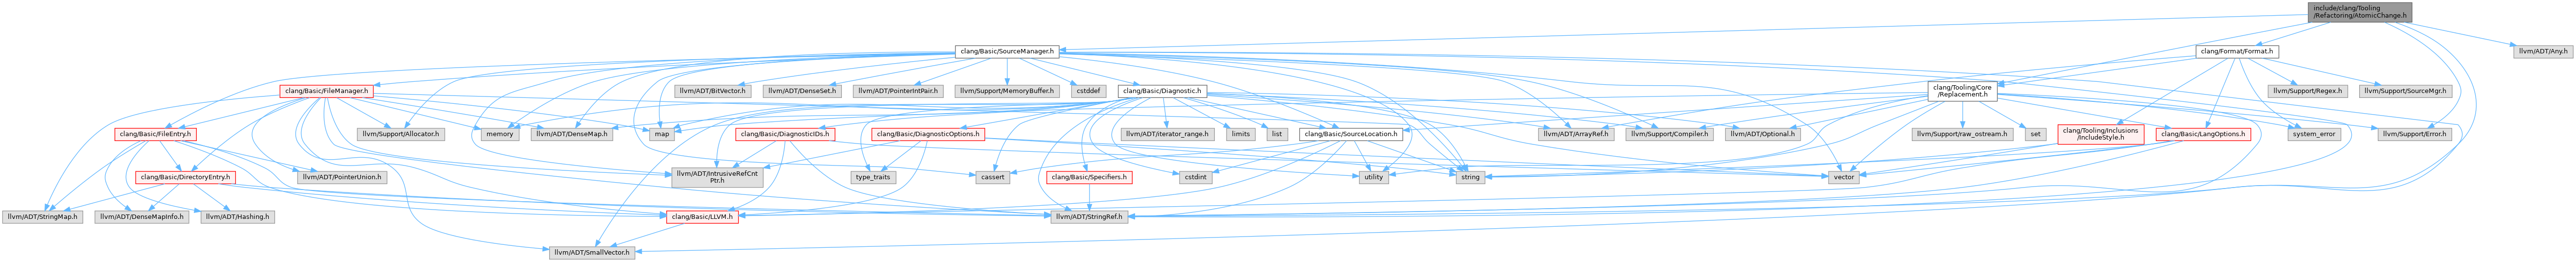 include/clang/Tooling
/Refactoring/AtomicChange.h
clang/Basic/SourceManager.h
clang/Format/Format.h
llvm/ADT/Any.h
clang/Basic/FileManager.h
llvm/ADT/BitVector.h
llvm/ADT/DenseSet.h
llvm/ADT/PointerIntPair.h
llvm/Support/MemoryBuffer.h
cstddef
clang/Basic/Diagnostic.h
clang/Tooling/Core
/Replacement.h
llvm/Support/Regex.h
llvm/Support/SourceMgr.h
clang/Basic/FileEntry.h
llvm/Support/Allocator.h
memory
llvm/ADT/DenseMap.h
map
clang/Basic/DiagnosticIDs.h
clang/Basic/DiagnosticOptions.h
llvm/ADT/iterator_range.h
limits
list
clang/Basic/SourceLocation.h
llvm/ADT/ArrayRef.h
llvm/Support/Compiler.h
llvm/ADT/Optional.h
llvm/Support/raw_ostream.h
set
clang/Tooling/Inclusions
/IncludeStyle.h
clang/Basic/LangOptions.h
system_error
llvm/Support/Error.h
clang/Basic/DirectoryEntry.h
llvm/ADT/PointerUnion.h
llvm/ADT/IntrusiveRefCnt
Ptr.h
type_traits
cassert
clang/Basic/Specifiers.h
cstdint
utility
string
vector
llvm/ADT/StringMap.h
llvm/ADT/DenseMapInfo.h
llvm/ADT/Hashing.h
clang/Basic/LLVM.h
llvm/ADT/StringRef.h
llvm/ADT/SmallVector.h